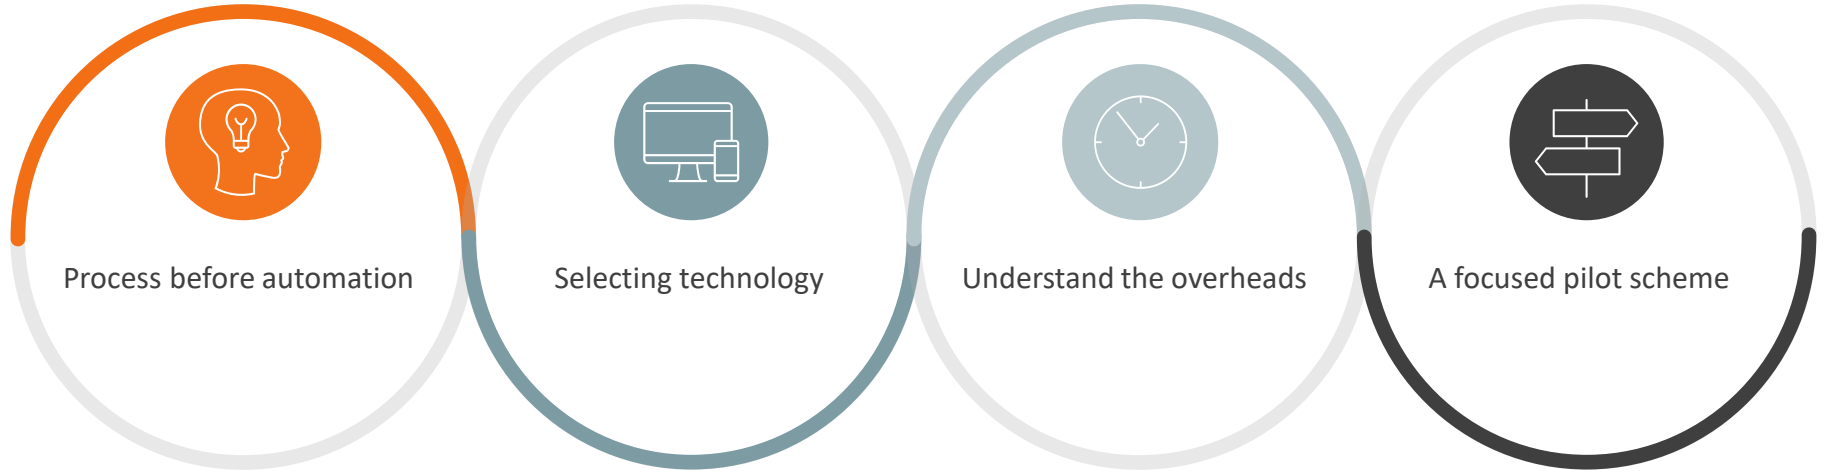 Process before automation
Selecting technology
Understand the overheads
A focused pilot scheme